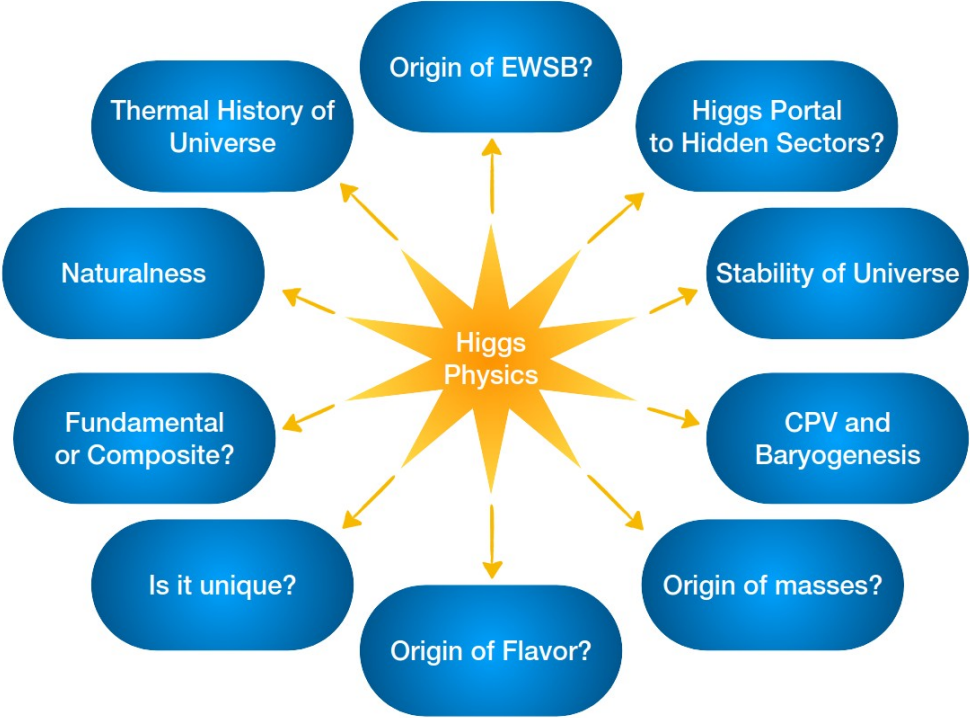 Origin of EWSB?
Thermal History of
Universe
Higgs Portal
to Hidden Sectors?
Naturalness
Stability of Universe
Higgs
Physics
Fundamental
or Composite?
CPV and
Baryogenesis
Is it unique?
Origin of masses?
Origin of Flavor?